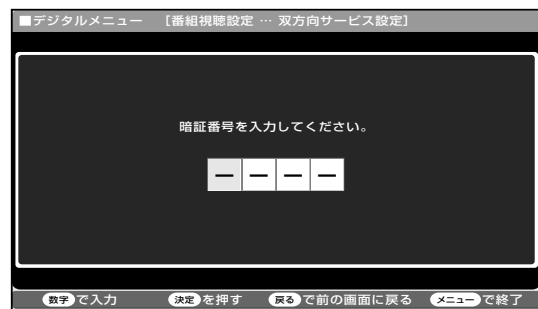 ■デジタルメニュー [番組視聴設定 … 双方向サービス設定]
暗証番号を入力してください。
－ － － －
数字で入力 決定を押す 戻るで前の画面に戻る メニューで終了